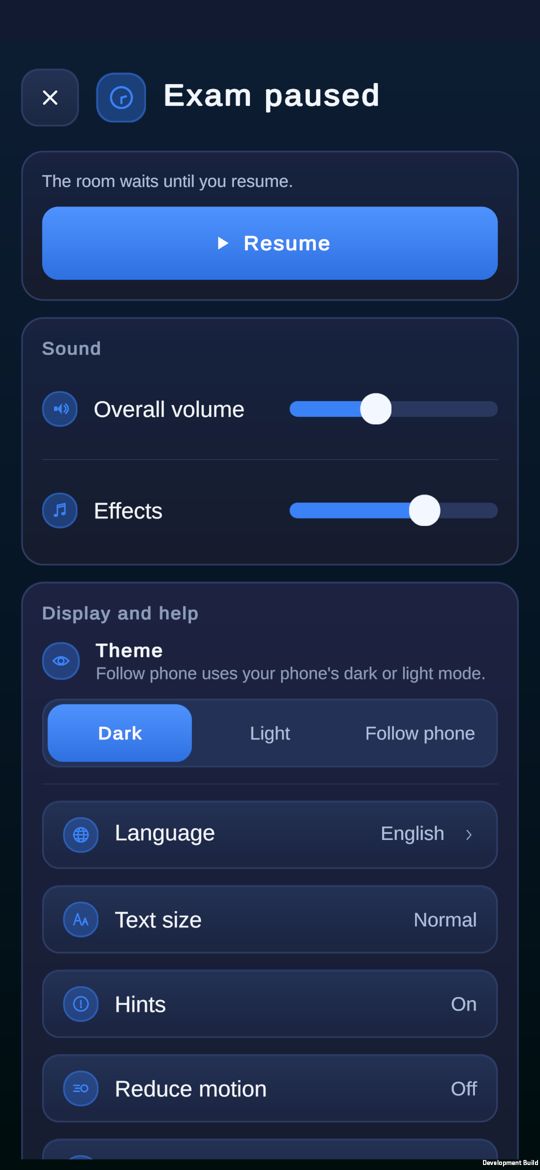 Exam paused
The room waits until you resume.
Resume
Sound
Overall volume
Effects
Display and help
Theme
Follow phone uses your phone's dark or light mode.
Dark Light Follow phone
Language English
Text size Normal
Hints On
Reduce motion Off
Development Build